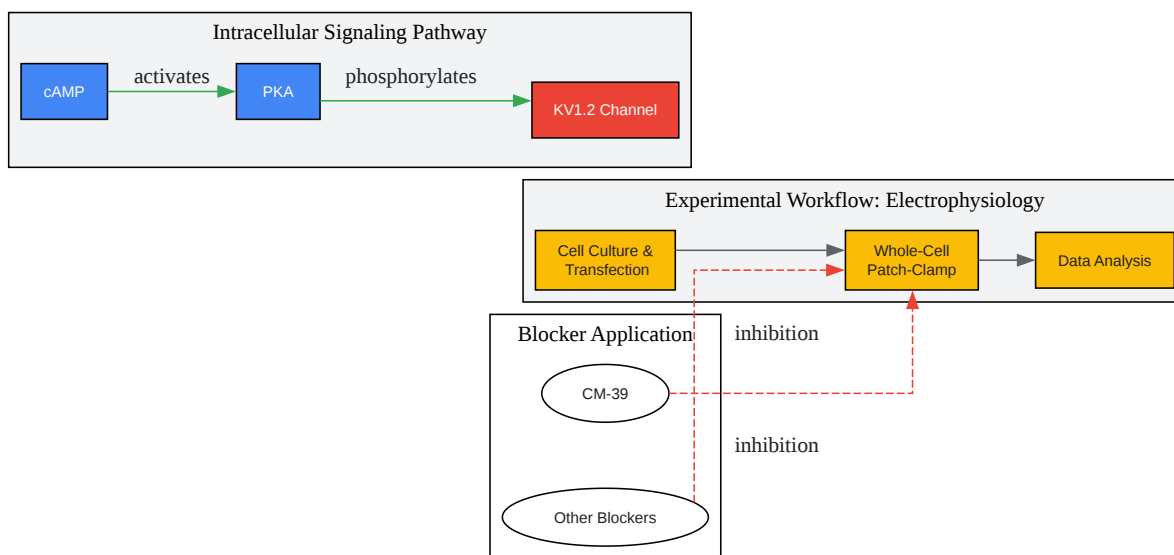 Intracellular Signaling Pathway
activates
phosphorylates
cAMP
PKA
KV1.2 Channel
Experimental Workflow: Electrophysiology
Cell Culture &
Transfection
Whole-Cell
Patch-Clamp
Data Analysis
Blocker Application
inhibition
CM-39
inhibition
Other Blockers